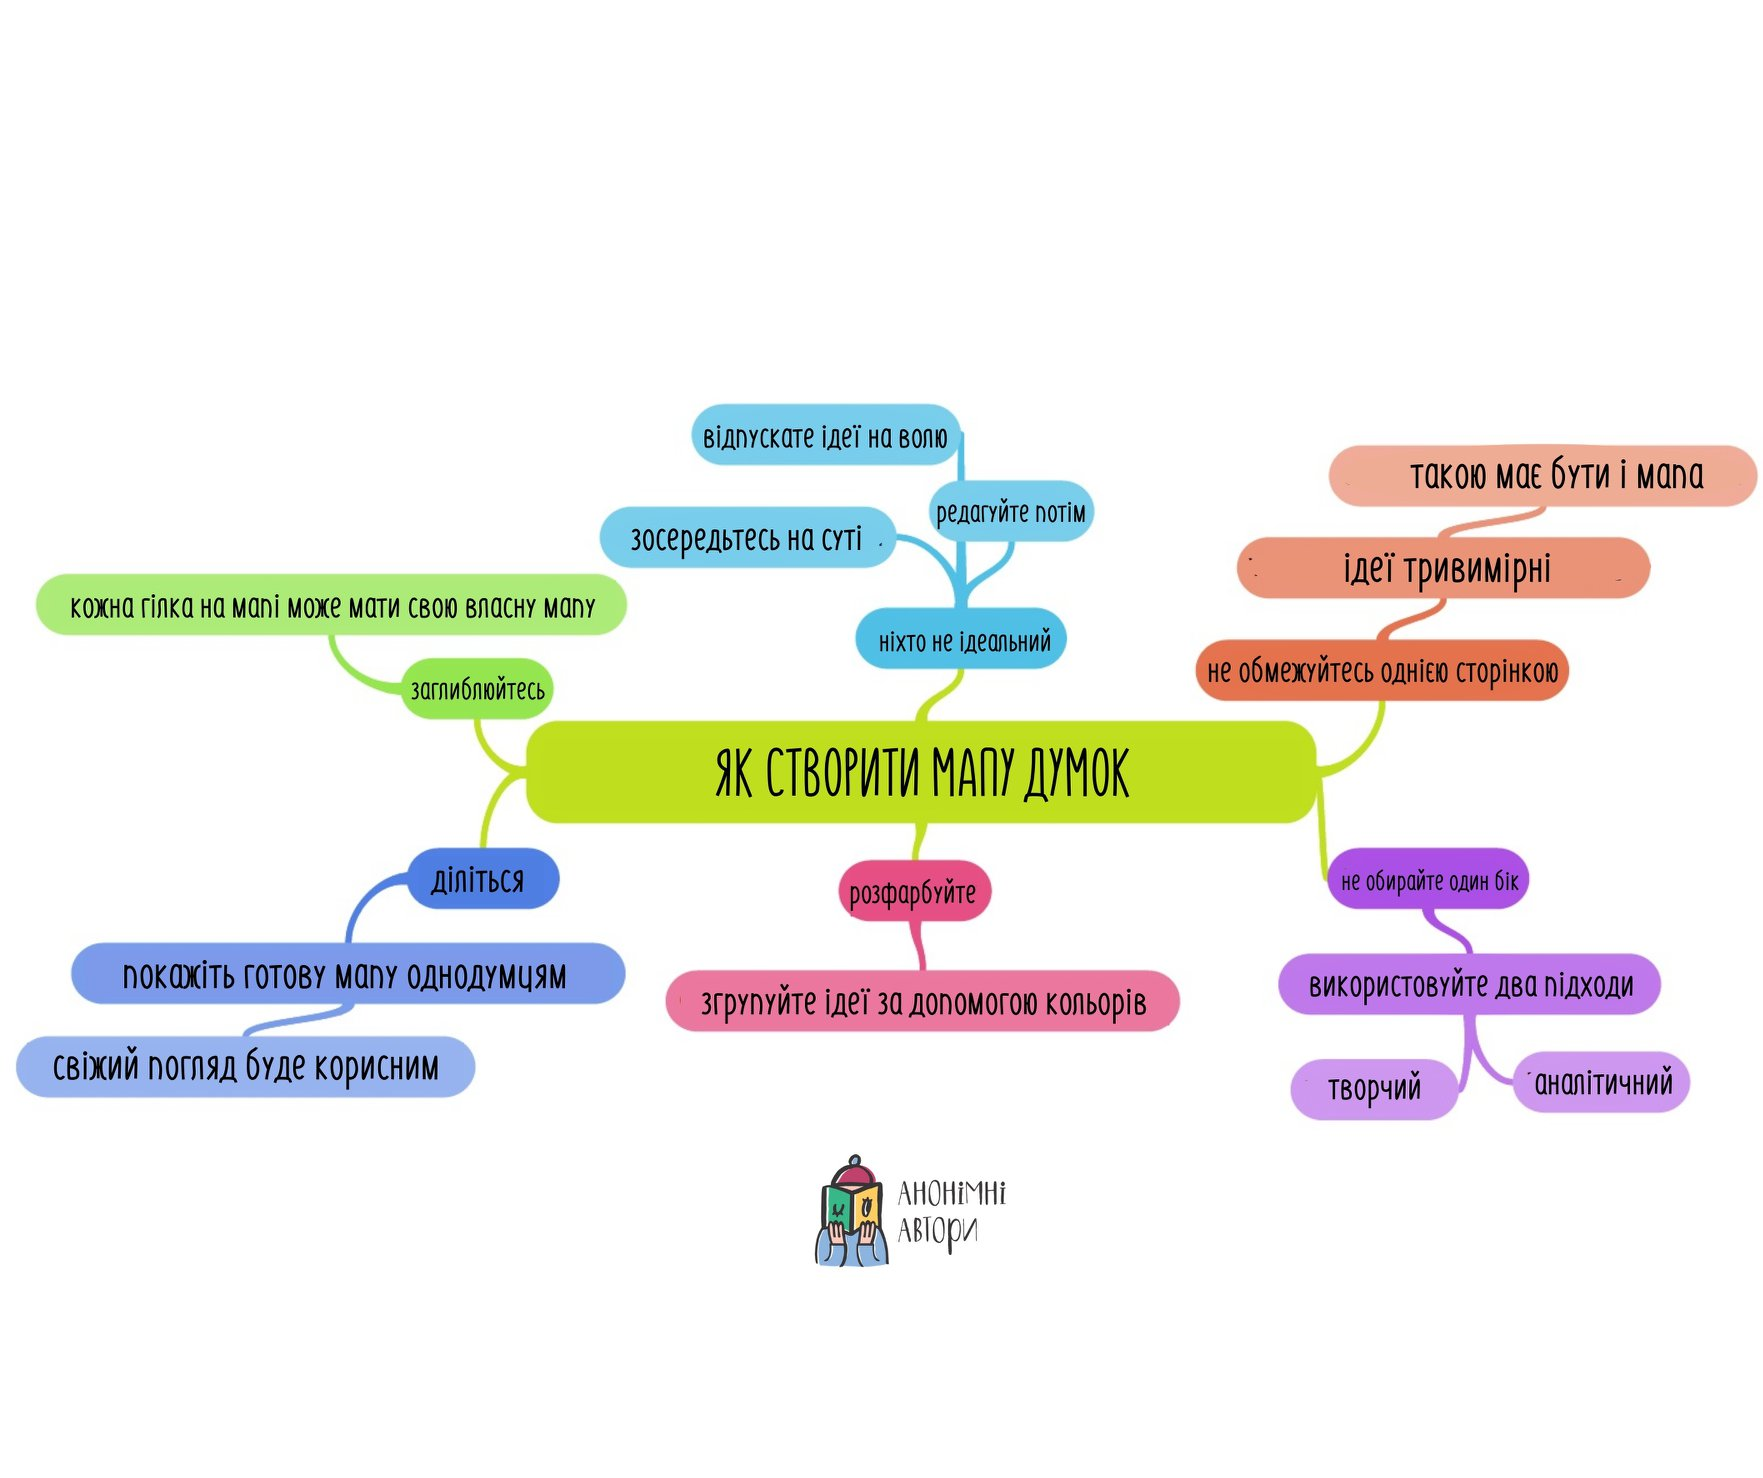 відпускате ідеї на волю
редагуйте потім
зосередьтесь на суті
ніхто не ідеальний
такою має бути і мапа
ідеї тривимірні
не обмежуйтесь однією сторінкою
кожна гілка на мапі може мати свою власну мапу
заглиблюйтесь
ЯК СТВОРИТИ МАПУ ДУМОК
діліться
покажіть готову мапу однодумцям
свіжий погляд буде корисним
розфарбуйте
згрупуйте ідеї за допомогою кольорів
не обирайте один бік
використовуйте два підходи
творчий
аналітичний
АНОНІМНІ
АВТОРИ